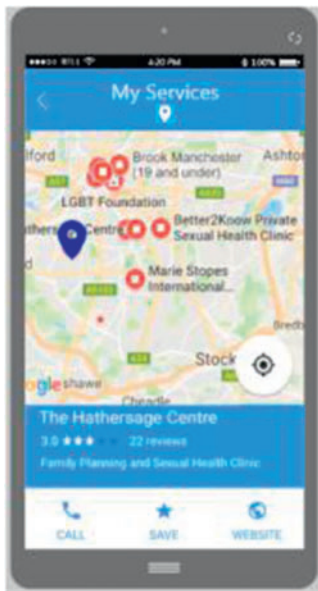 4:20 PM
100%
My Services
Brook Manchester
(19 and under)
LGBT Foundation
Better2Know Private
Sexual Health Clinic
Marie Stopes
International...
Stock
Cheadle
The Hathersage Centre
3.0 22 reviews
Family Planning and Sexual Health Clinic
CALL SAVE WEBSITE